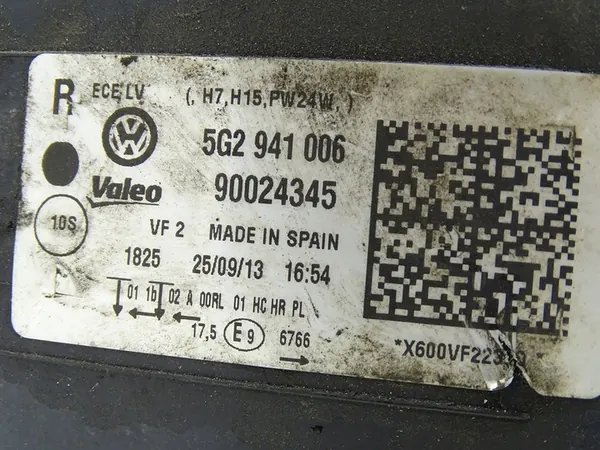 R ECE,LV (, H7,H15,PW24W, )
VW 5G2 941 006
Valeo 90024345
10S VF 2 MADE IN SPAIN
1825 25/09/13 16:54
01 1b 02 A 00RL 01 HC HR PL
17,5 E9 6766